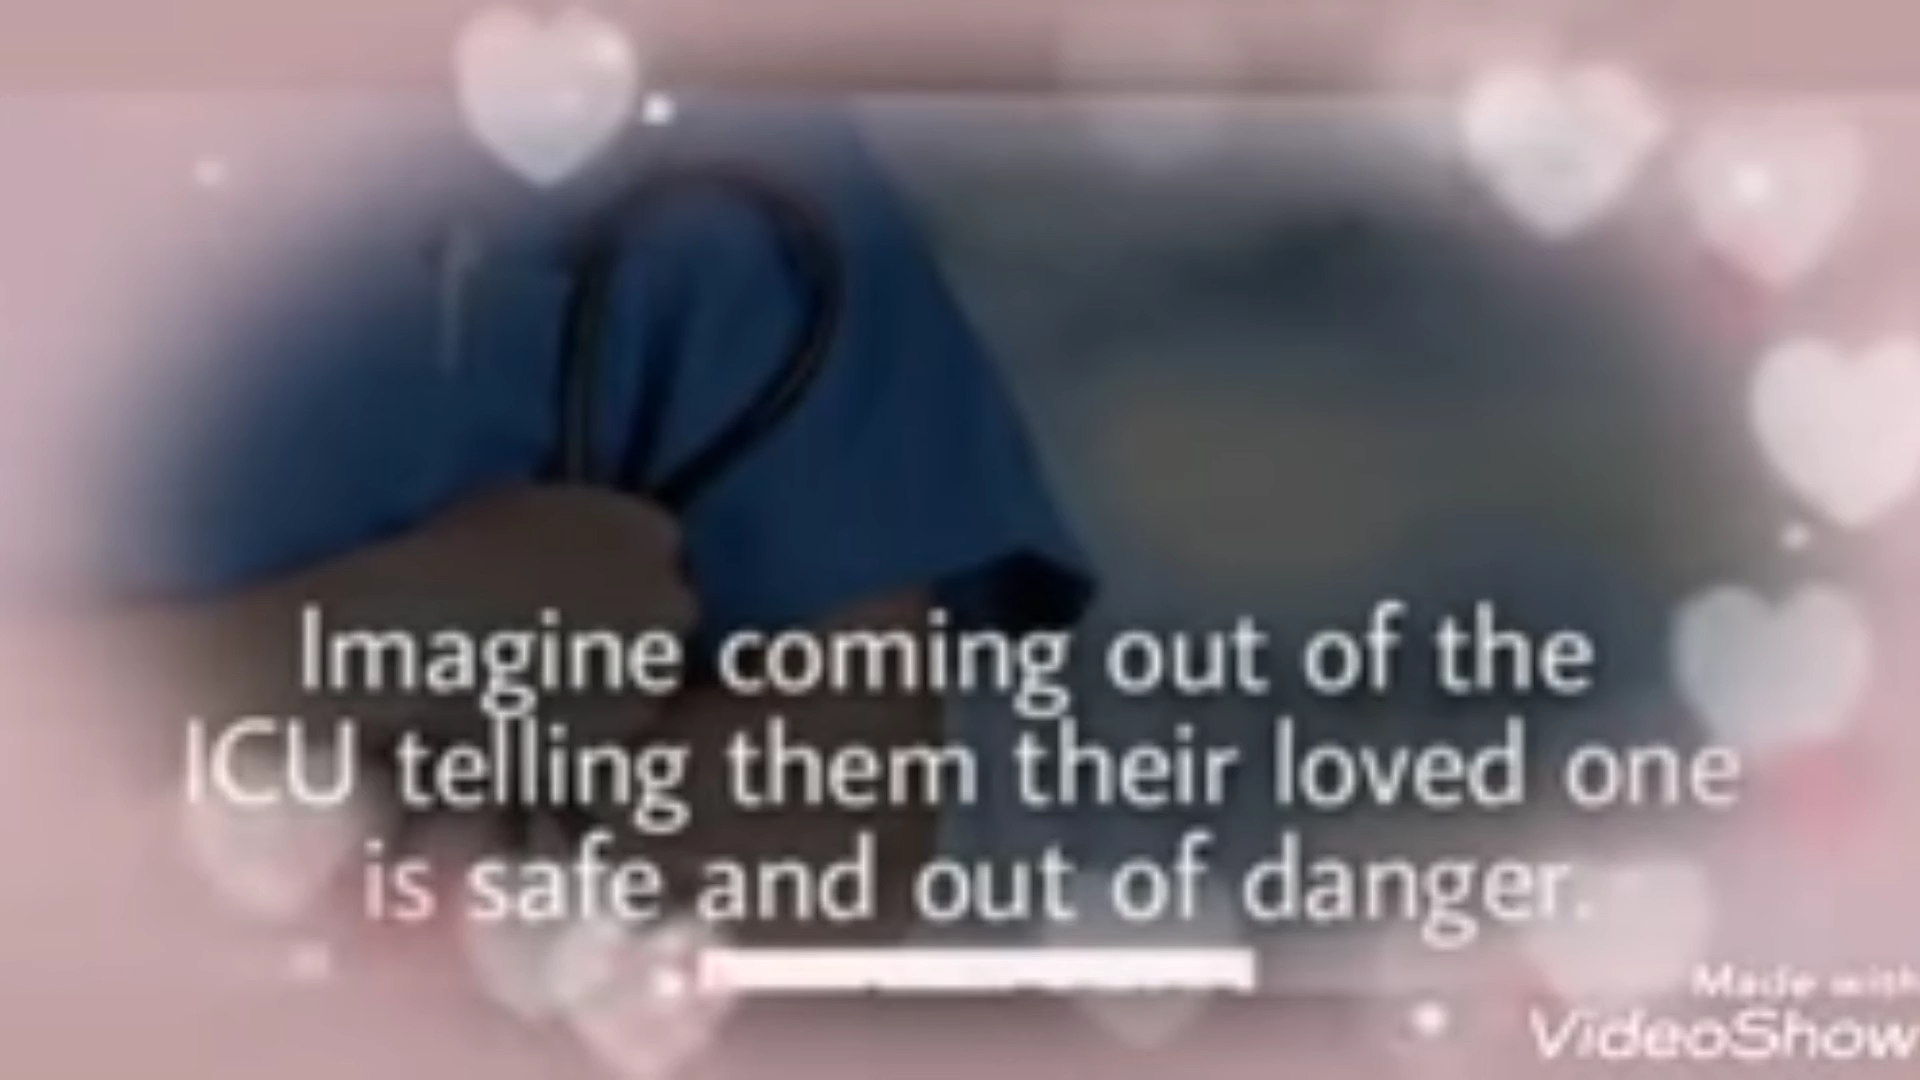 Imagine coming out of the
ICU telling them their loved one
is safe and out of danger.
Made with
VideoShow